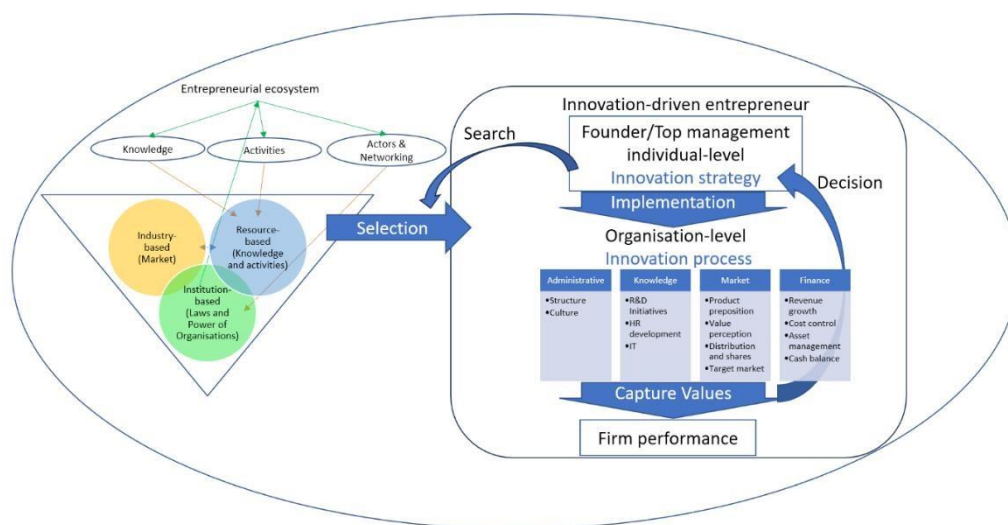 Entrepreneurial ecosystem
Knowledge
Activities
Actors &
Networking
Industry-
based
(Market)
Resource-
based
(Knowledge
and activities)
Institution-
based
(Laws and
Power of
Organisations)
Selection
Search
Innovation-driven entrepreneur
Founder/Top management
individual-level
Innovation strategy
Implementation
Decision
Organisation-level
Innovation process
Administrative
•Structure
•Culture
Knowledge
•R&D
Initiatives
•HR
development
•IT
Market
•Product
preposition
•Value
perception
•Distribution
and shares
•Target market
Finance
•Revenue
growth
•Cost control
•Asset
management
•Cash balance
Capture Values
Firm performance